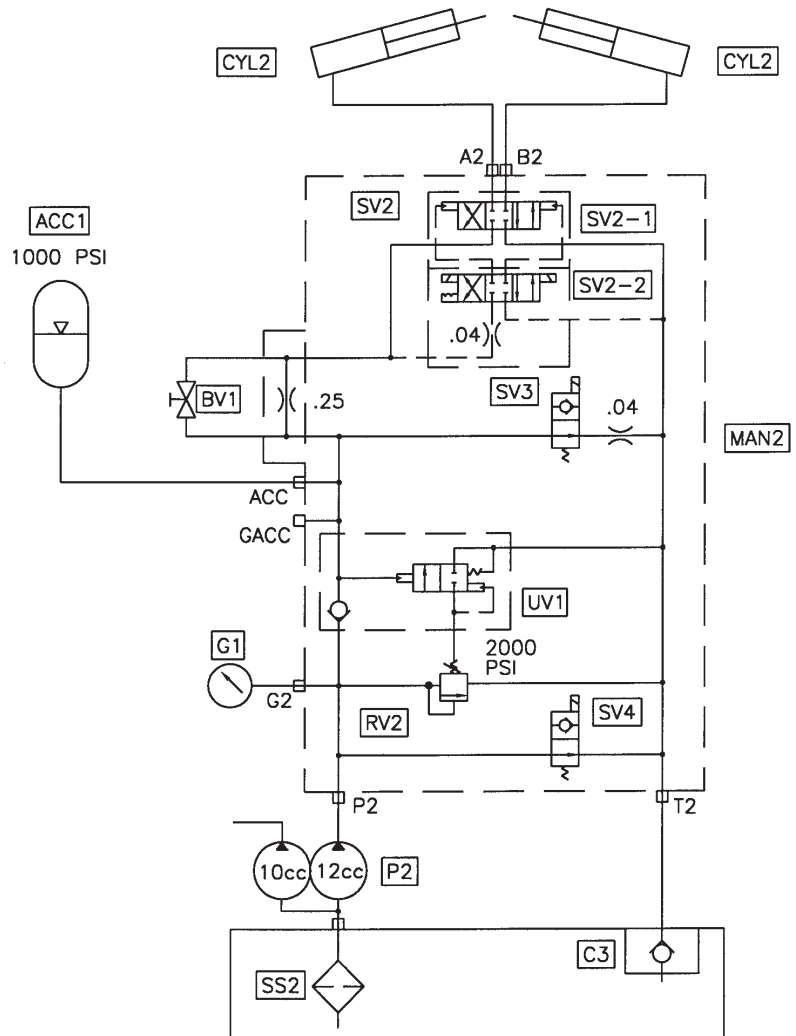 CYL2
CYL2
A2
B2
SV2
SV2-1
ACC1
1000 PSI
SV2-2
.04
SV3
BV1
.25
.04
MAN2
ACC
GACC
UV1
G1
2000
PSI
G2
RV2
SV4
P2
T2
10cc
12cc
P2
C3
SS2